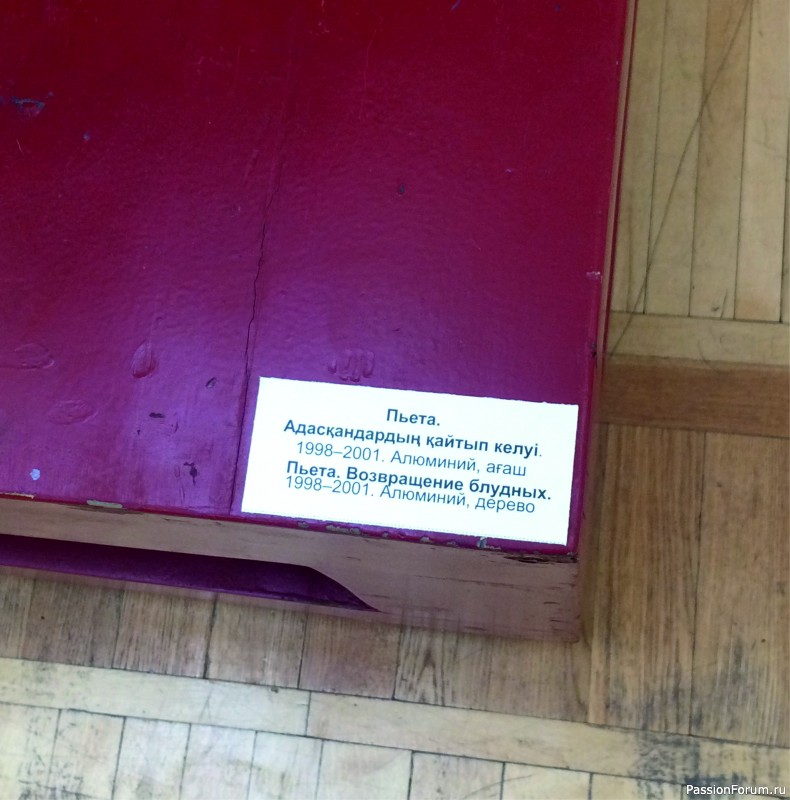 Пьета.
Адасқандардың қайтып келуі.
1998–2001. Алюминий, ағаш
Пьета. Возвращение блудных.
1998–2001. Алюминий, дерево
PassionForum.ru